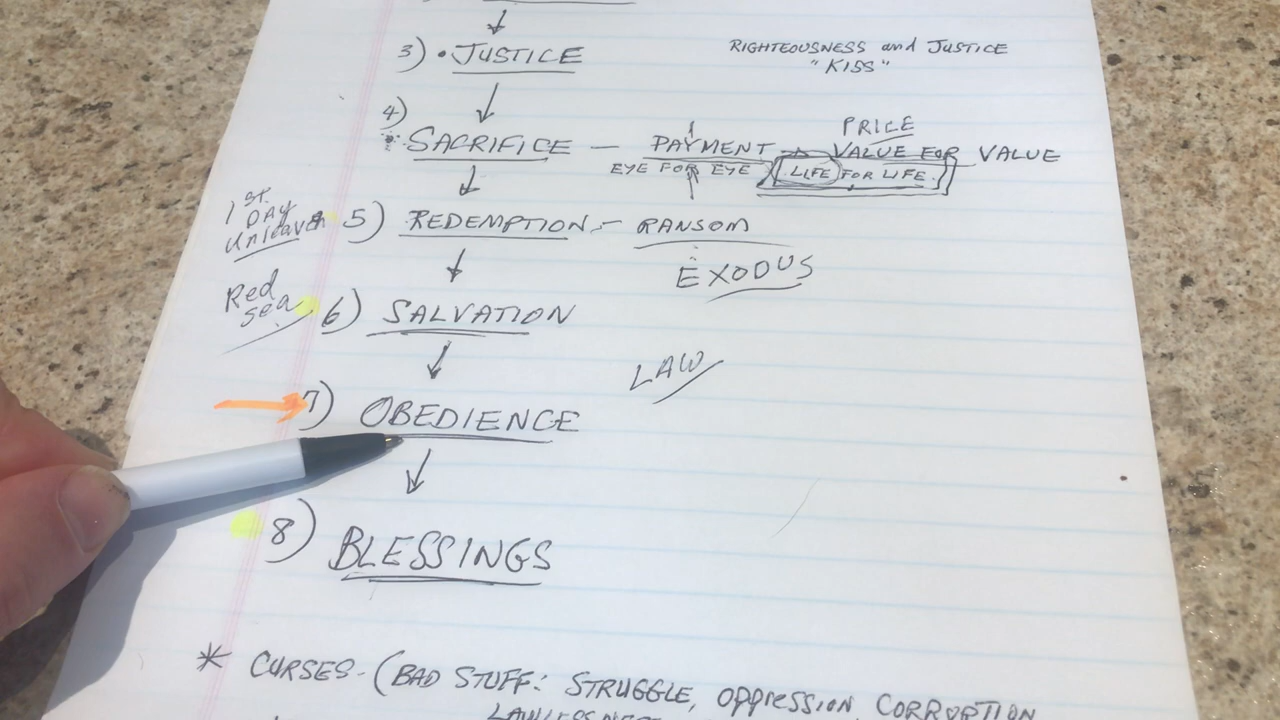 3) • JUSTICE
RIGHTEOUSNESS and JUSTICE
"KISS"
4)
* SACRIFICE — PAYMENT → VALUE FOR VALUE
PRICE
EYE FOR EYE
LIFE FOR LIFE
1st
DAY
5) REDEMPTION - RANSOM
EXODUS
Red
Sea
6) SALVATION
LAW
7) OBEDIENCE
8) BLESSINGS
* CURSES - (BAD STUFF: STRUGGLE, OPPRESSION, CORRUPTION